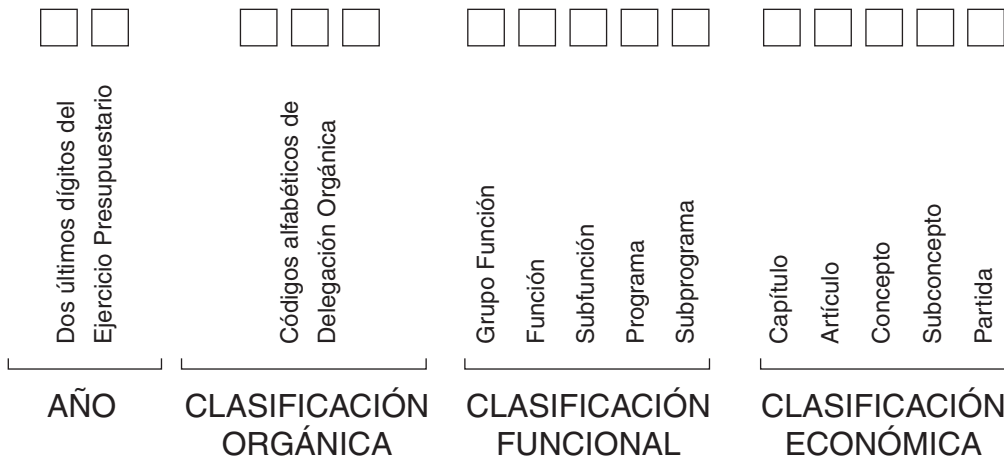 Dos últimos dígitos del
Ejercicio Presupuestario
Códigos alfabéticos de
Delegación Orgánica
Grupo Función
Función
Subfunción
Programa
Subprograma
Capítulo
Artículo
Concepto
Subconcepto
Partida
AÑO
CLASIFICACIÓN
ORGÁNICA
CLASIFICACIÓN
FUNCIONAL
CLASIFICACIÓN
ECONÓMICA